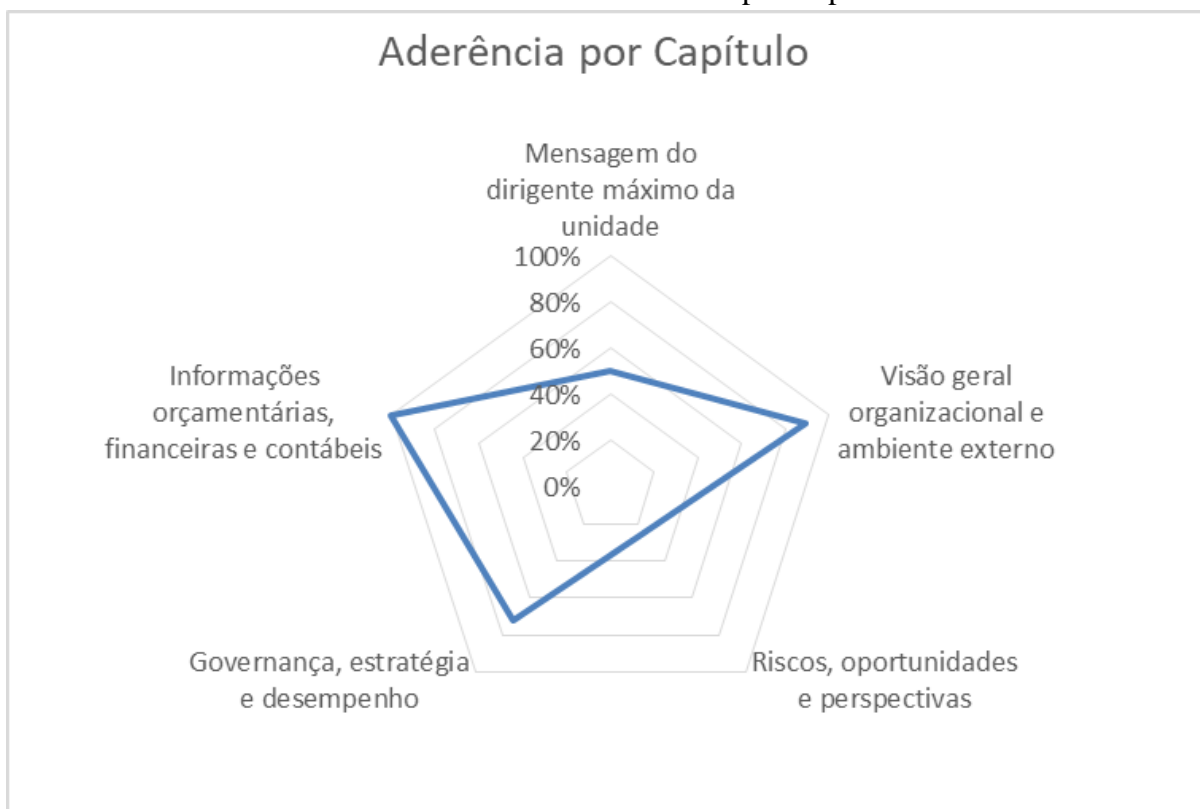 Aderência por Capítulo
Mensagem do
dirigente máximo da
unidade
100%
80%
60%
40%
20%
0%
Informações
orçamentárias,
financeiras e contábeis
Visão geral
organizacional e
ambiente externo
Governança, estratégia
e desempenho
Riscos, oportunidades
e perspectivas